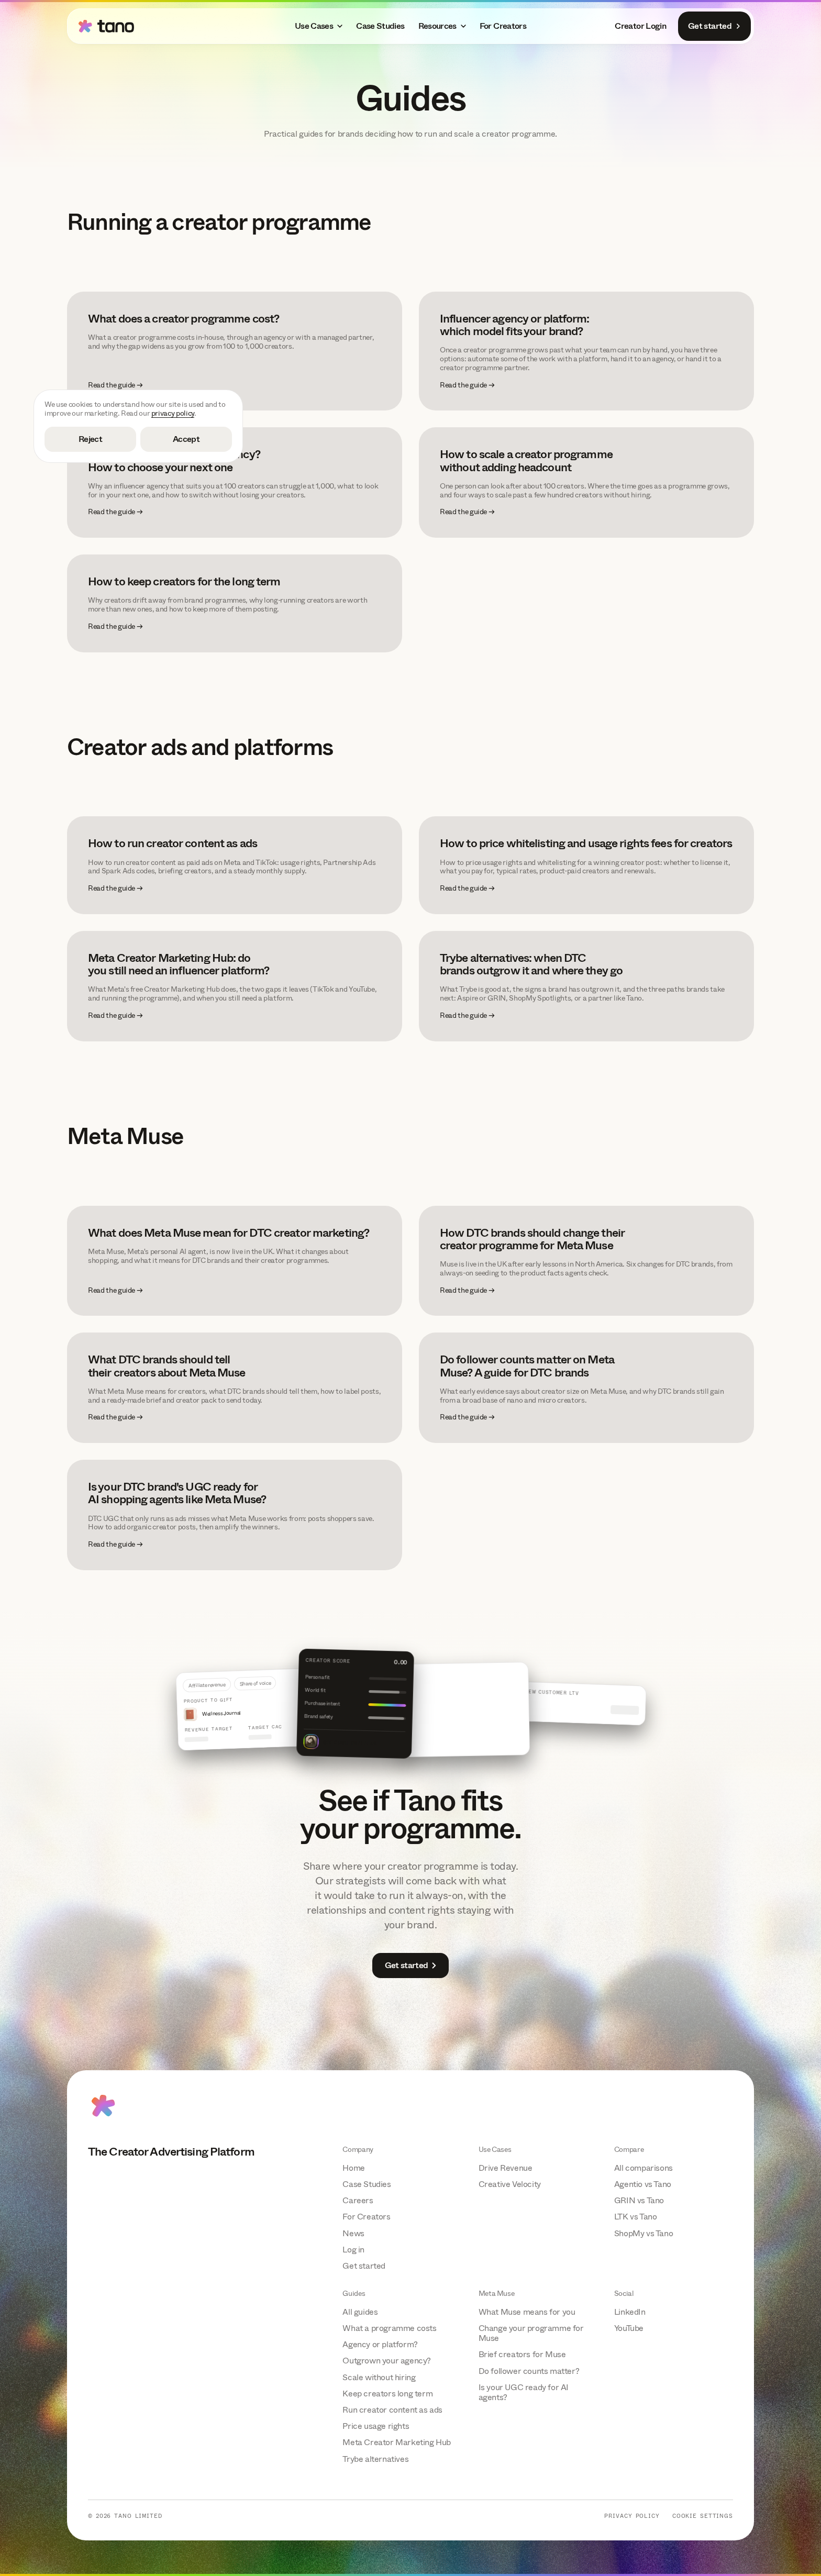 tano
Use Cases
Case Studies
Resources
For Creators
Creator Login
Get started
Guides
Practical guides for brands deciding how to run and scale a creator programme.
Running a creator programme
What does a creator programme cost?
What a creator programme costs in-house, through an agency or with a managed partner,
and why the gap widens as you grow from 100 to 1,000 creators.
Read the guide →
Influencer agency or platform:
which model fits your brand?
Once a creator programme grows past what your team can run by hand, you have three
options: automate some of the work with a platform, hand it to an agency, or hand it to a
creator programme partner.
Read the guide →
We use cookies to understand how our site is used and to
improve our marketing. Read our privacy policy.
Reject
Accept
How to choose your next one
Why an influencer agency that suits you at 100 creators can struggle at 1,000, what to look
for in your next one, and how to switch without losing your creators.
Read the guide →
How to scale a creator programme
without adding headcount
One person can look after about 100 creators. Where the time goes as a programme grows,
and four ways to scale past a few hundred creators without hiring.
Read the guide →
How to keep creators for the long term
Why creators drift away from brand programmes, why long-running creators are worth
more than new ones, and how to keep more of them posting.
Read the guide →
Creator ads and platforms
How to run creator content as ads
How to run creator content as paid ads on Meta and TikTok: usage rights, Partnership Ads
and Spark Ads codes, briefing creators, and a steady monthly supply.
Read the guide →
How to price whitelisting and usage rights fees for creators
How to price usage rights and whitelisting for a winning creator post: whether to license it,
what you pay for, typical rates, product-paid creators and renewals.
Read the guide →
Meta Creator Marketing Hub: do
you still need an influencer platform?
What Meta's free Creator Marketing Hub does, the two gaps it leaves (TikTok and YouTube,
and running the programme), and when you still need a platform.
Read the guide →
Trybe alternatives: when DTC
brands outgrow it and where they go
What Trybe is good at, the signs a brand has outgrown it, and the three paths brands take
next: Aspire or GRIN, ShopMy Spotlights, or a partner like Tano.
Read the guide →
Meta Muse
What does Meta Muse mean for DTC creator marketing?
Meta Muse, Meta's personal AI agent, is now live in the UK. What it changes about
shopping, and what it means for DTC brands and their creator programmes.
Read the guide →
How DTC brands should change their
creator programme for Meta Muse
Muse is live in the UK after early lessons in North America. Six changes for DTC brands, from
always-on seeding to the product facts agents check.
Read the guide →
What DTC brands should tell
their creators about Meta Muse
What Meta Muse means for creators, what DTC brands should tell them, how to label posts,
and a ready-made brief and creator pack to send today.
Read the guide →
Do follower counts matter on Meta
Muse? A guide for DTC brands
What early evidence says about creator size on Meta Muse, and why DTC brands still gain
from a broad base of nano and micro creators.
Read the guide →
Is your DTC brand's UGC ready for
AI shopping agents like Meta Muse?
DTC UGC that only runs as ads misses what Meta Muse works from: posts shoppers save.
How to add organic creator posts, then amplify the winners.
Read the guide →
Affiliate revenue
Share of voice
PRODUCT TO GIFT
Wellness Journal
REVENUE TARGET
TARGET CAC
CREATOR SCORE
0.00
Persona fit
World fit
Purchase intent
Brand safety
CUSTOMER LTV
See if Tano fits
your programme.
Share where your creator programme is today.
Our strategists will come back with what
it would take to run it always-on, with the
relationships and content rights staying with
your brand.
Get started
The Creator Advertising Platform
Company
Home
Case Studies
Careers
For Creators
News
Log in
Get started
Use Cases
Drive Revenue
Creative Velocity
Compare
All comparisons
Agentio vs Tano
GRIN vs Tano
LTK vs Tano
ShopMy vs Tano
Guides
All guides
What a programme costs
Agency or platform?
Outgrown your agency?
Scale without hiring
Keep creators long term
Run creator content as ads
Price usage rights
Meta Creator Marketing Hub
Trybe alternatives
Meta Muse
What Muse means for you
Change your programme for
Muse
Brief creators for Muse
Do follower counts matter?
Is your UGC ready for AI
agents?
Social
LinkedIn
YouTube
© 2026 TANO LIMITED
PRIVACY POLICY
COOKIE SETTINGS